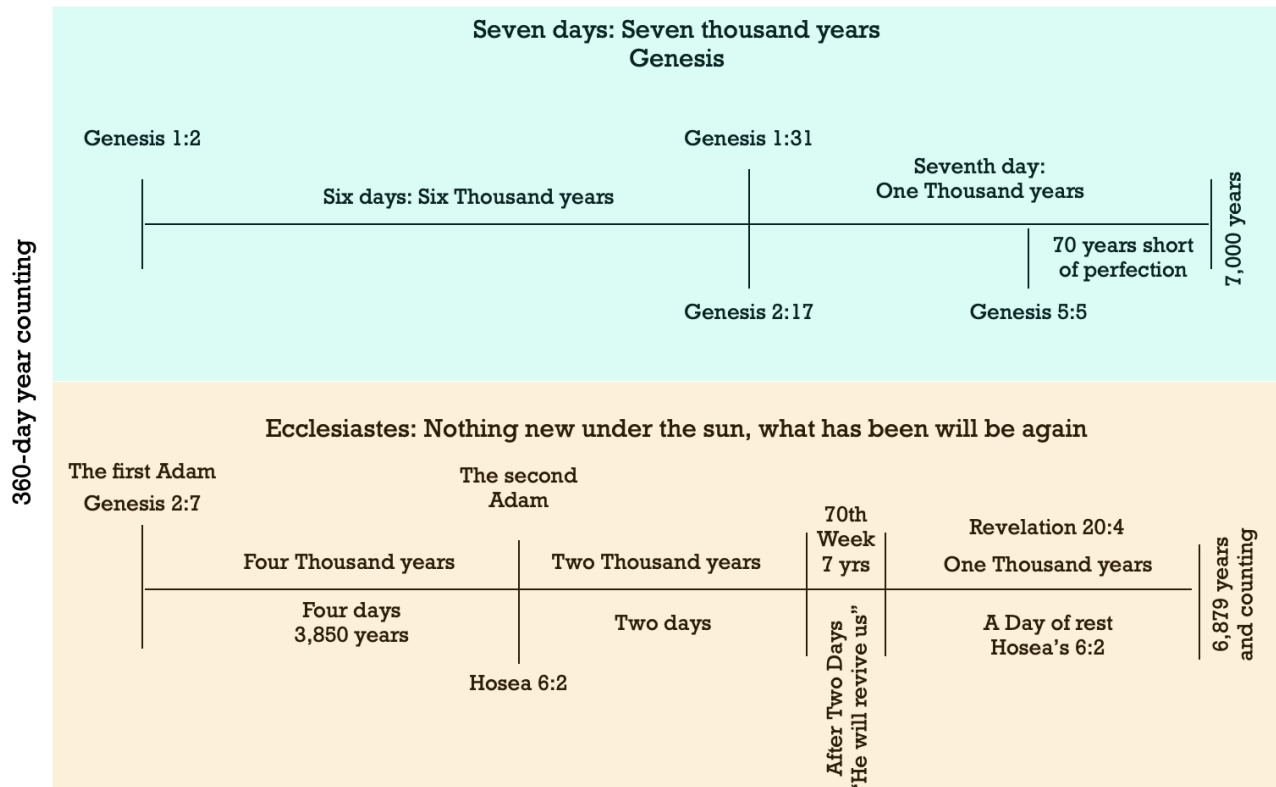 360-day year counting
Seven days: Seven thousand years
Genesis
Genesis 1:2
Genesis 1:31
Six days: Six Thousand years
Seventh day:
One Thousand years
70 years short
of perfection
7,000 years
Genesis 2:17
Genesis 5:5
Ecclesiastes: Nothing new under the sun, what has been will be again
The first Adam
Genesis 2:7
The second
Adam
70th
Week
7 yrs
Revelation 20:4
Four Thousand years
Two Thousand years
One Thousand years
Four days
3,850 years
Two days
After Two Days
"He will revive us”
A Day of rest
Hosea’s 6:2
6,879 years
and counting
Hosea 6:2